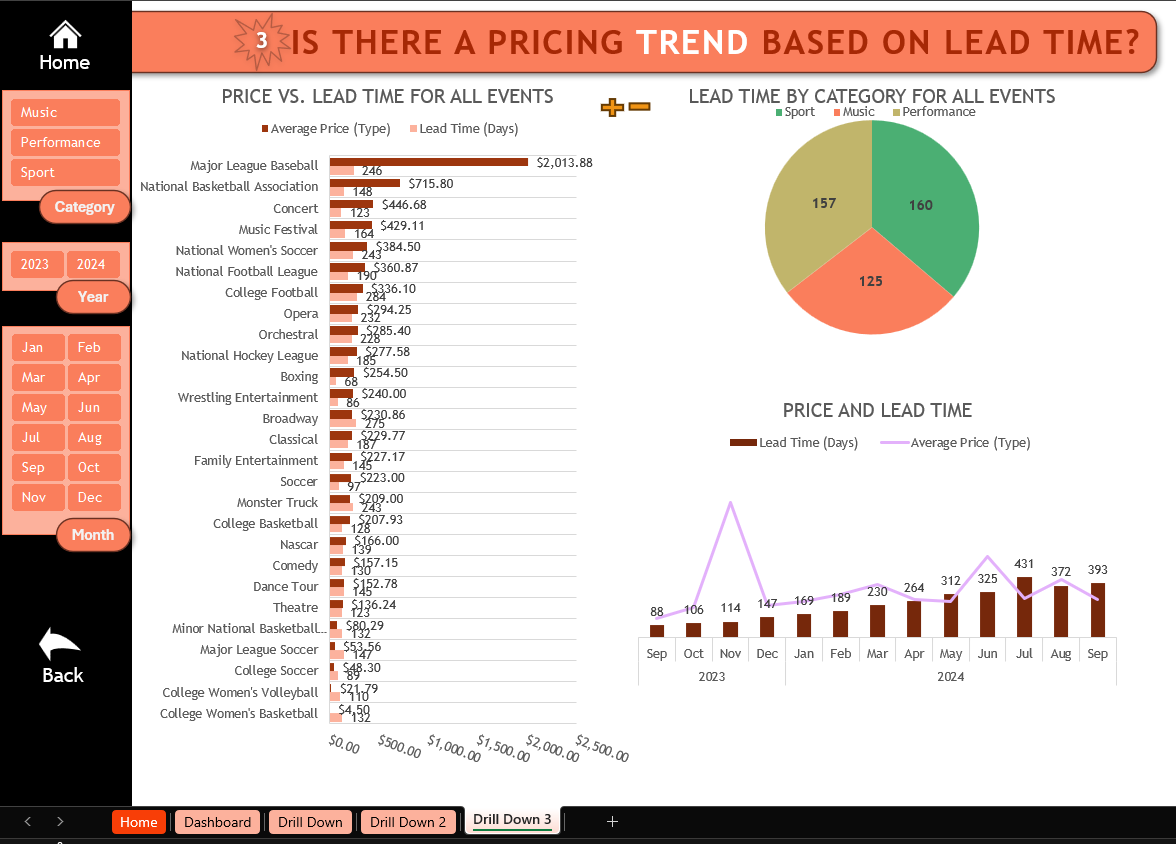 Home
3 IS THERE A PRICING TREND BASED ON LEAD TIME?
Music
Performance
Sport
Category
2023 2024
Year
Jan Feb
Mar Apr
May Jun
Jul Aug
Sep Oct
Nov Dec
Month
Back
PRICE VS. LEAD TIME FOR ALL EVENTS
Average Price (Type) Lead Time (Days)
Major League Baseball $2,013.88
246
National Basketball Association $715.80
148
Concert $446.68
123
Music Festival $429.11
164
National Women's Soccer $384.50
243
National Football League $360.87
190
College Football $336.10
284
Opera $294.25
232
Orchestral $285.40
228
National Hockey League $277.58
185
Boxing $254.50
68
Wrestling Entertainment $240.00
86
Broadway $230.86
275
Classical $229.77
187
Family Entertainment $227.17
145
Soccer $223.00
97
Monster Truck $209.00
243
College Basketball $207.93
128
Nascar $166.00
139
Comedy $157.15
130
Dance Tour $152.78
145
Theatre $136.24
123
Minor National Basketball... $80.29
132
Major League Soccer $53.56
147
College Soccer $48.30
89
College Women's Volleyball $21.79
110
College Women's Basketball $4.50
132
$0.00 $500.00 $1,000.00 $1,500.00 $2,000.00 $2,500.00
LEAD TIME BY CATEGORY FOR ALL EVENTS
Sport Music Performance
157 160
125
PRICE AND LEAD TIME
Lead Time (Days) Average Price (Type)
88 106 114 147 169 189 230 264 312 325 431 372 393
Sep Oct Nov Dec Jan Feb Mar Apr May Jun Jul Aug Sep
2023 2024
Home Dashboard Drill Down Drill Down 2 Drill Down 3